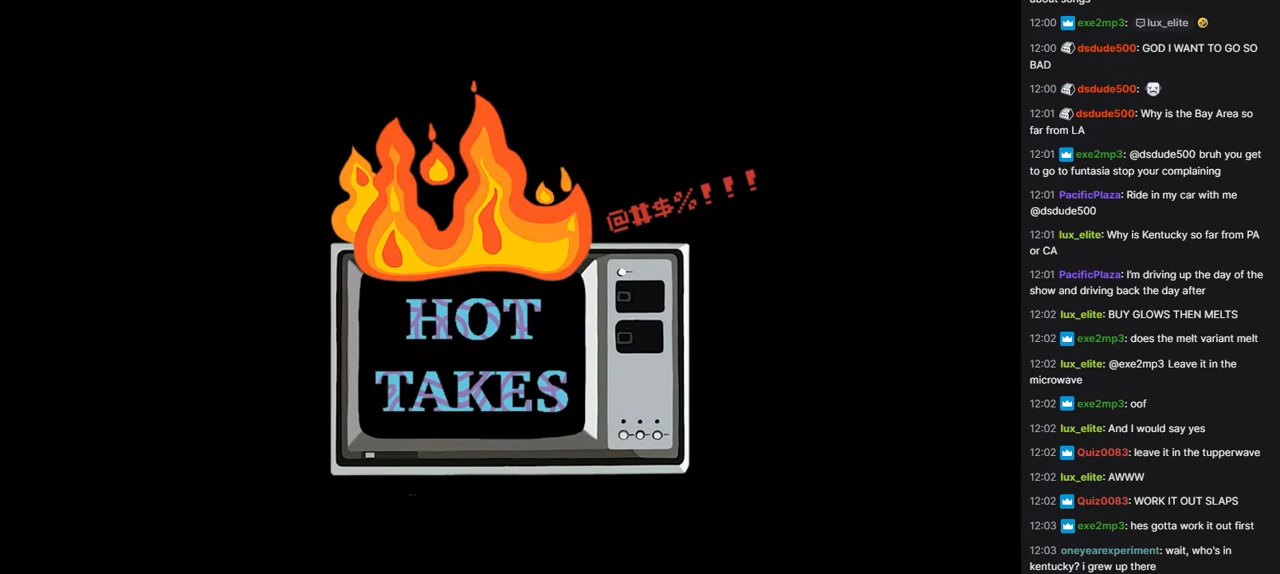 @#$%!!!
HOT
TAKES
about songs
12:00 exe2mp3: lux_elite
12:00 dsdude500: GOD I WANT TO GO SO
BAD
12:00 dsdude500:
12:01 dsdude500: Why is the Bay Area so
far from LA
12:01 exe2mp3: @dsdude500 bruh you get
to go to funtasia stop your complaining
12:01 PacificPlaza: Ride in my car with me
@dsdude500
12:01 lux_elite: Why is Kentucky so far from PA
or CA
12:01 PacificPlaza: I'm driving up the day of the
show and driving back the day after
12:02 lux_elite: BUY GLOWS THEN MELTS
12:02 exe2mp3: does the melt variant melt
12:02 lux_elite: @exe2mp3 Leave it in the
microwave
12:02 exe2mp3: oof
12:02 lux_elite: And I would say yes
12:02 Quiz0083: leave it in the tupperwave
12:02 lux_elite: AWWW
12:02 Quiz0083: WORK IT OUT SLAPS
12:03 exe2mp3: hes gotta work it out first
12:03 oneyearexperiment: wait, who's in
kentucky? i grew up there